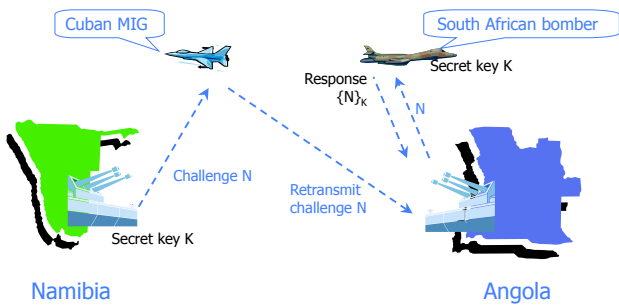 Cuban MIG
South African bomber
Secret key K
Response
{N}K
N
Challenge N
Retransmit
challenge N
Secret key K
Namibia
Angola